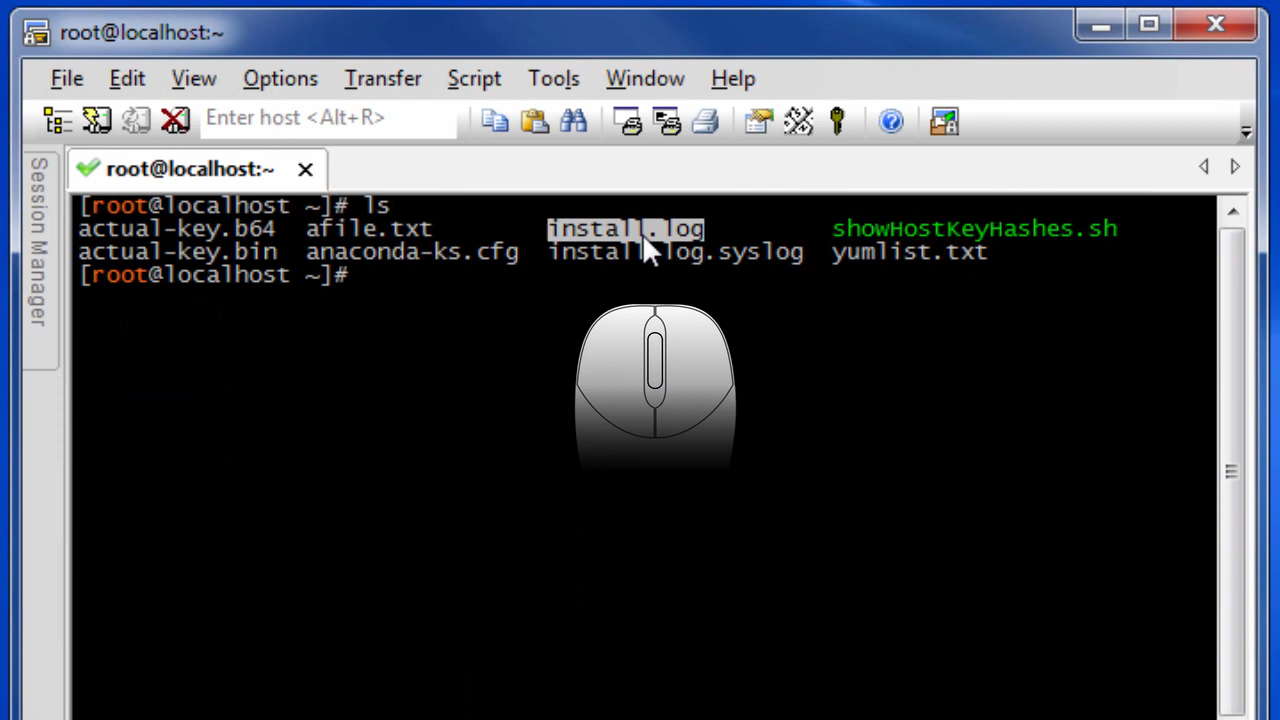 root@localhost:~
File Edit View Options Transfer Script Tools Window Help
Enter host <Alt+R>
Session Manager
root@localhost:~
[root@localhost ~]# ls
actual-key.b64 afile.txt install.log showHostKeyHashes.sh
actual-key.bin anaconda-ks.cfg install.log.syslog yumlist.txt
[root@localhost ~]#